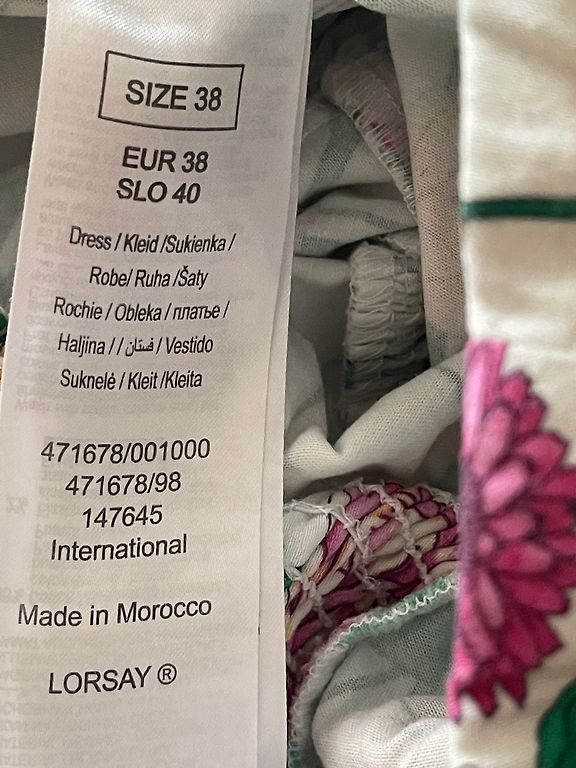 SIZE 38
EUR 38
SLO 40
Dress / Kleid /Sukienka /
Robe/ Ruha /Šaty
Rochie / Obleka / платье /
Haljina / / فستان / Vestido
Suknelė / Kleit /Kleita
471678/001000
471678/98
147645
International
Made in Morocco
LORSAY ®